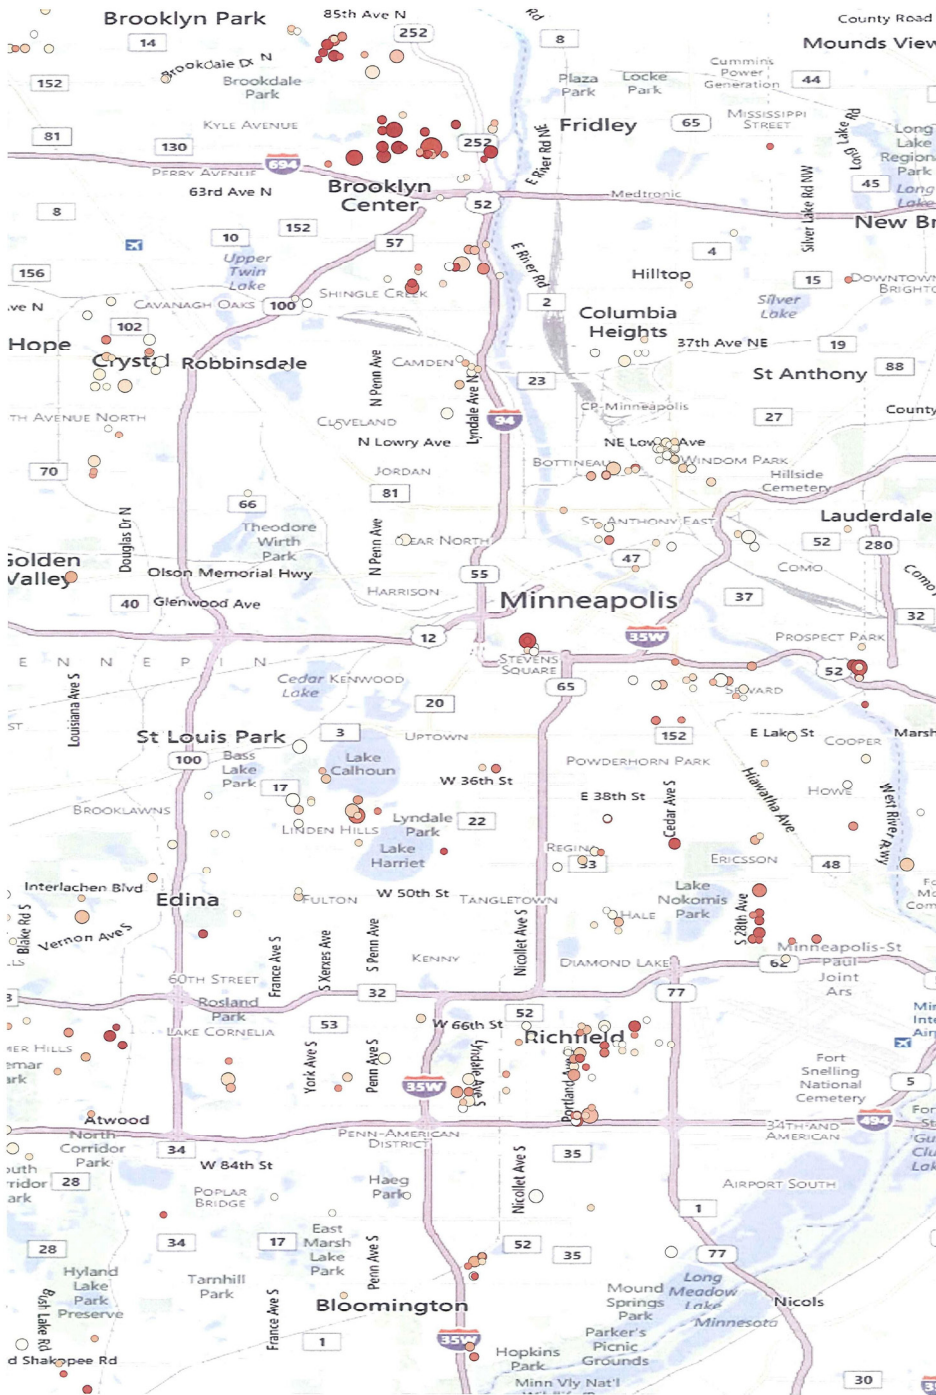 Brooklyn Park
85th Ave N
Rd
252
8
County Road
14
Mounds View
Brookdale Dr N
Cummins
Power
Generation
44
152
Brookdale
Park
Plaza
Park
Locke
Park
KYLE AVENUE
Fridley
65
MISSISSIPPI
STREET
Long Lake Rd
81
130
252
E River Rd NE
Long
Lake
Regiona
Park
694
PERRY AVENUE
63rd Ave N
Brooklyn
Center
52
Medtronic
Silver Lake Rd NW
45
Long
Lake
8
10
152
57
New Br
4
Upper
Twin
Lake
156
E River Rd
Hilltop
15
DOWNTOWN
BRIGHTO
ve N
CAVANAGH OAKS
100
SHINGLE CREEK
2
Silver
Lake
Columbia
Heights
102
Hope
Crystal
Robbinsdale
N Penn Ave
CAMDEN
37th Ave NE
19
23
St Anthony
88
TH AVENUE NORTH
CLEVELAND
Lyndale Ave N
94
CP-Minneapolis
27
County
N Lowry Ave
NE Lowry Ave
70
JORDAN
BOTTINEAU
WINDOM PARK
Hillside
Cemetery
81
66
Douglas Dr N
Theodore
Wirth
Park
N Penn Ave
NEAR NORTH
ST ANTHONY EAST
Lauderdale
52
280
Golden
Valley
Olson Memorial Hwy
55
47
COMO
Como
40
Glenwood Ave
HARRISON
Minneapolis
37
32
12
35W
PROSPECT PARK
E N N E P I N
STEVENS
SQUARE
52
Cedar
Lake
KENWOOD
65
SEWARD
Louisiana Ave S
20
ST
St Louis Park
3
UPTOWN
152
E Lake St
COOPER
Marsh
100
Bass
Lake
Park
Lake
Calhoun
POWDERHORN PARK
17
W 36th St
Hiawatha Ave
HOWE
West River Pkwy
BROOKLAWNS
E 38th St
Cedar Ave S
LINDEN HILLS
Lyndale
Park
22
Lake
Harriet
REGINA
33
ERICSSON
48
Interlachen Blvd
Edina
FULTON
W 50th St
TANGLETOWN
Lake
Nokomis
Park
Blake Rd S
Vernon Ave S
HALE
S 28th Ave
France Ave S
S Xerxes Ave
S Penn Ave
KENNY
Nicollet Ave S
DIAMOND LAKE
62
Minneapolis-St
Paul
Joint
Ars
60TH STREET
32
77
Rosland
Park
LAKE CORNELIA
53
W 66th St
52
Richfield
York Ave S
Penn Ave S
Lyndale Ave S
Portland Ave
35W
Fort
Snelling
National
Cemetery
5
Atwood
North
Corridor
Park
PENN-AMERICAN
DISTRICT
34TH AND
AMERICAN
494
34
W 84th St
35
28
POPLAR
BRIDGE
Haeg
Park
Nicollet Ave S
AIRPORT SOUTH
1
28
34
17
East
Marsh
Lake
Park
Penn Ave S
52
35
77
Hyland
Lake
Park
Preserve
Tarnhill
Park
Mound
Springs
Park
Long
Meadow
Lake
Nicols
Bush Lake Rd
France Ave S
Bloomington
Minnesota
1
35W
Parker's
Picnic
Grounds
d Shakopee Rd
Hopkins
Park
Minn Vly Nat'l
30